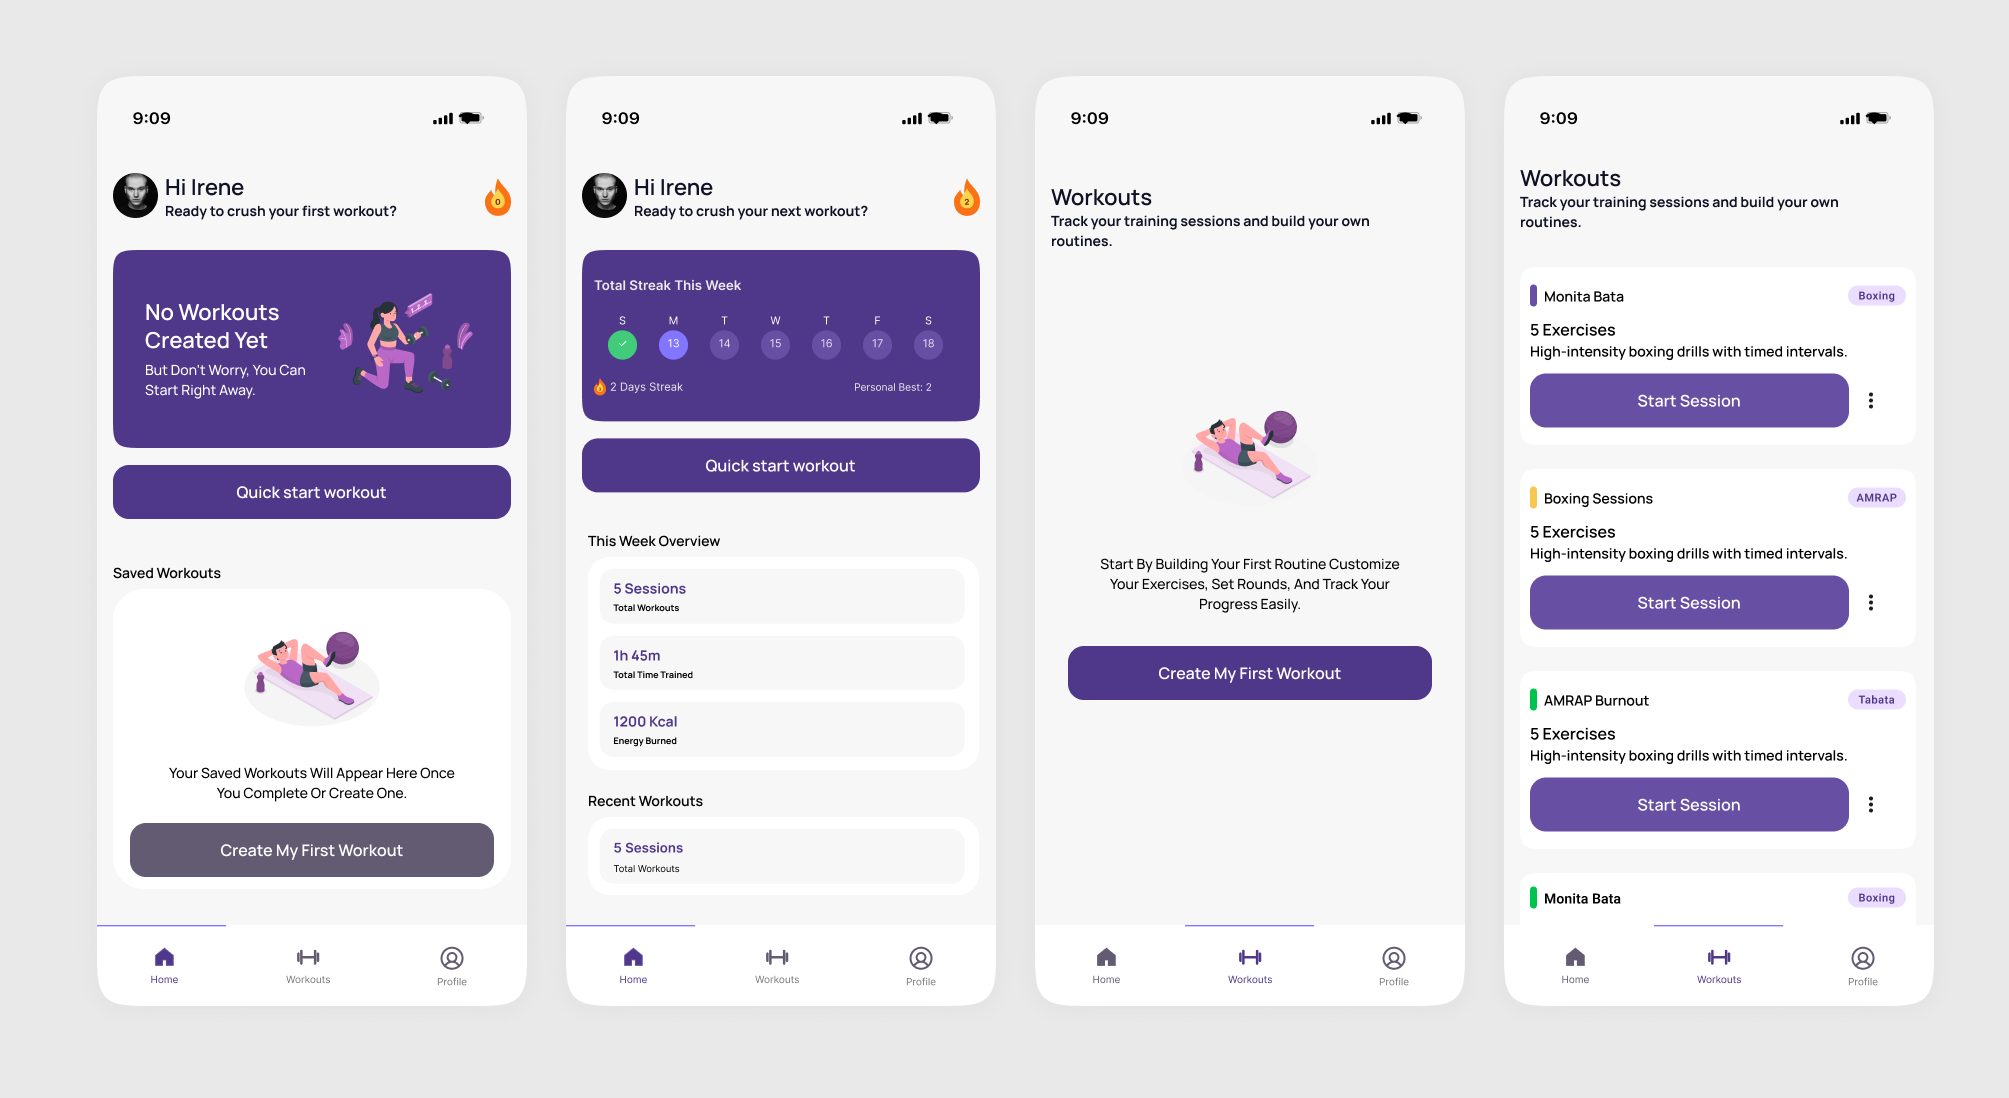 9:09
Hi Irene
Ready to crush your first workout?
0
No Workouts
Created Yet
But Don't Worry, You Can
Start Right Away.
Quick start workout
Saved Workouts
Your Saved Workouts Will Appear Here Once
You Complete Or Create One.
Create My First Workout
Home
Workouts
Profile
9:09
Hi Irene
Ready to crush your next workout?
2
Total Streak This Week
S M T W T F S
13 14 15 16 17 18
2 Days Streak
Personal Best: 2
Quick start workout
This Week Overview
5 Sessions
Total Workouts
1h 45m
Total Time Trained
1200 Kcal
Energy Burned
Recent Workouts
5 Sessions
Total Workouts
Home
Workouts
Profile
9:09
Workouts
Track your training sessions and build your own
routines.
Start By Building Your First Routine Customize
Your Exercises, Set Rounds, And Track Your
Progress Easily.
Create My First Workout
Home
Workouts
Profile
9:09
Workouts
Track your training sessions and build your own
routines.
Monita Bata
Boxing
5 Exercises
High-intensity boxing drills with timed intervals.
Start Session
Boxing Sessions
AMRAP
5 Exercises
High-intensity boxing drills with timed intervals.
Start Session
AMRAP Burnout
Tabata
5 Exercises
High-intensity boxing drills with timed intervals.
Start Session
Monita Bata
Boxing
Home
Workouts
Profile